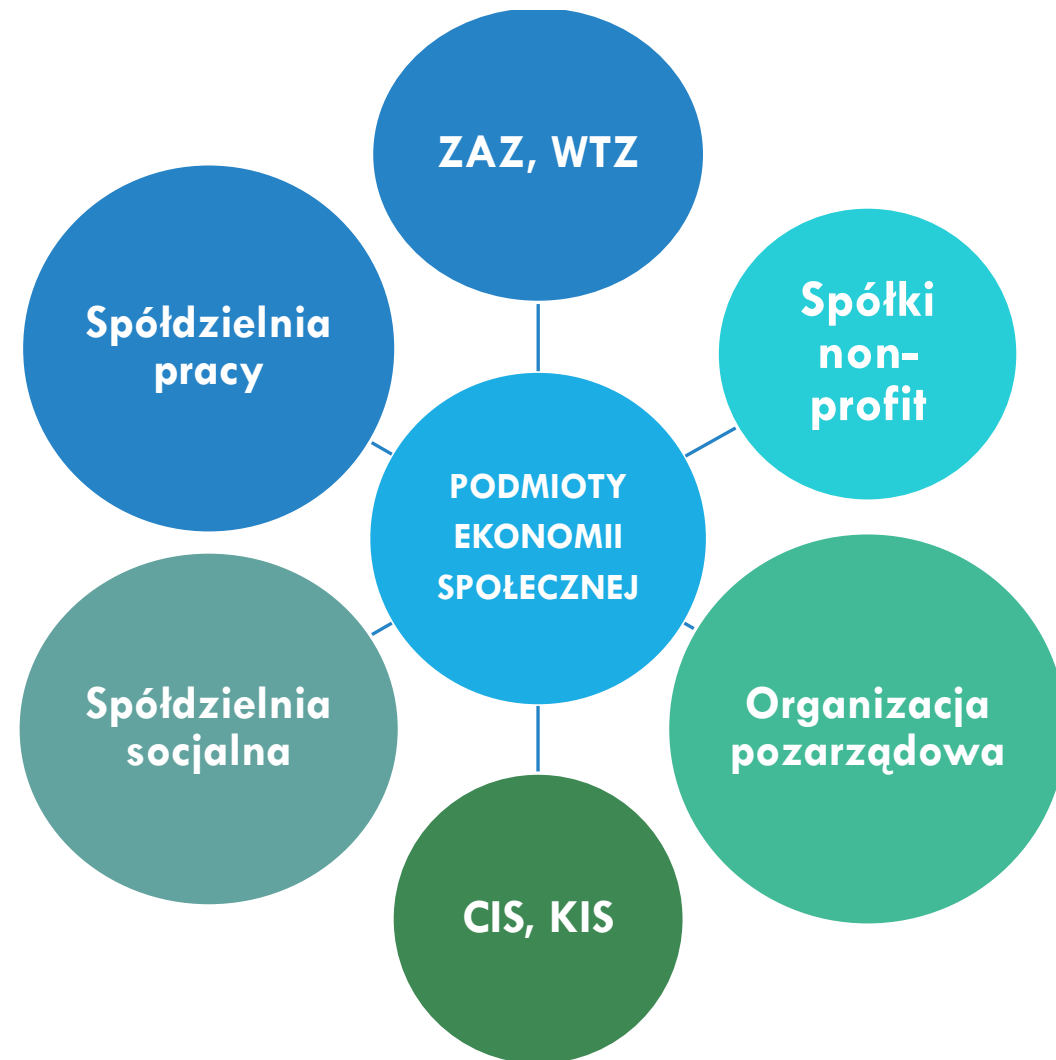 ZAZ, WTZ
Spółki
non-
profit
Spółdzielnia
pracy
PODMIOTY
EKONOMII
SPOŁECZNEJ
Organizacja
pozarządowa
Spółdzielnia
socjalna
CIS, KIS